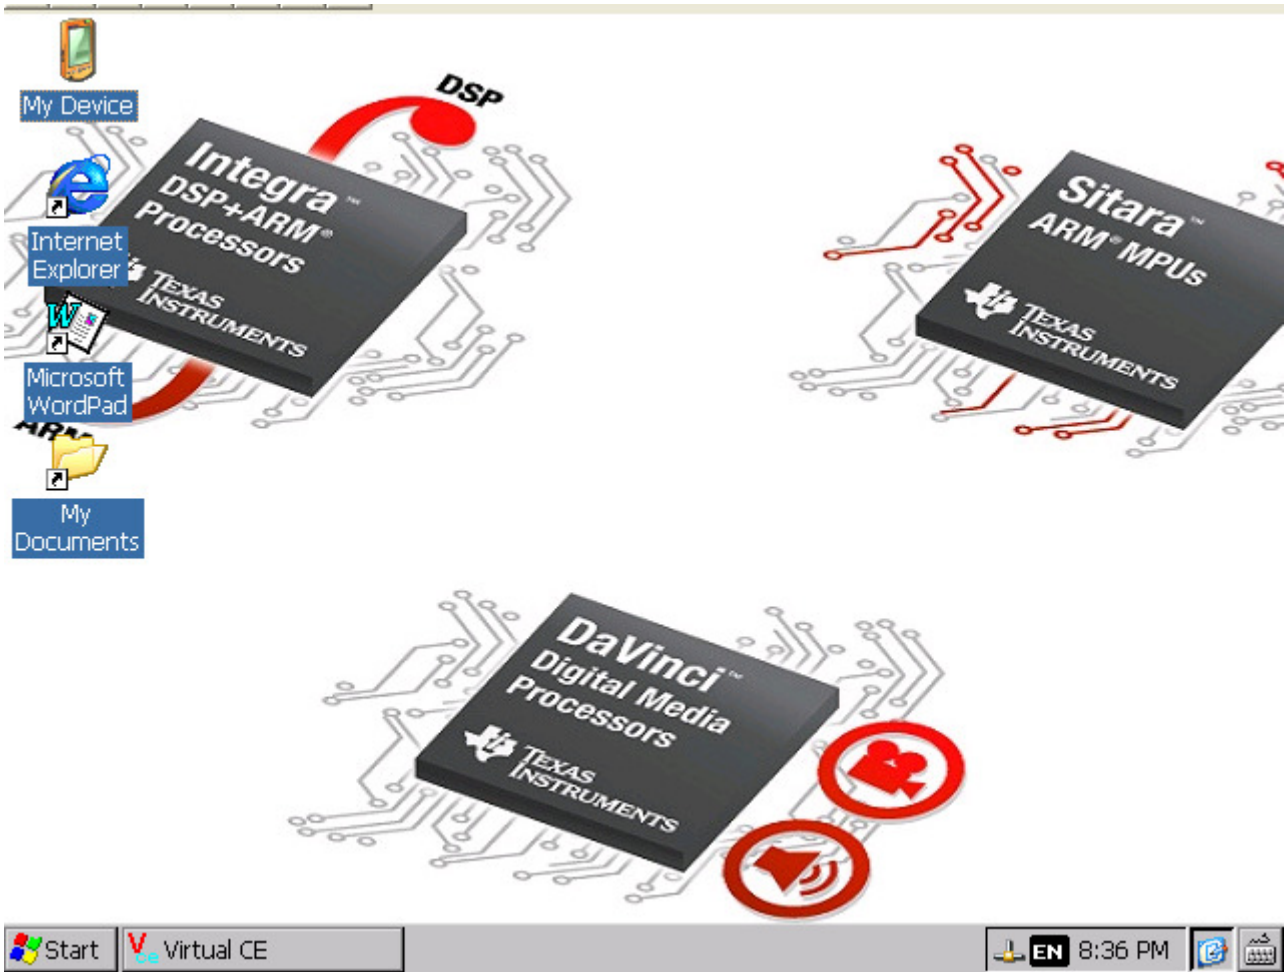 My Device
Internet
Explorer
Microsoft
WordPad
My
Documents
DSP
Integra™
DSP+ARM®
Processors
TEXAS
INSTRUMENTS
ARM
Sitara™
ARM® MPUs
TEXAS
INSTRUMENTS
DaVinci™
Digital Media
Processors
TEXAS
INSTRUMENTS
Start
Virtual CE
EN
8:36 PM